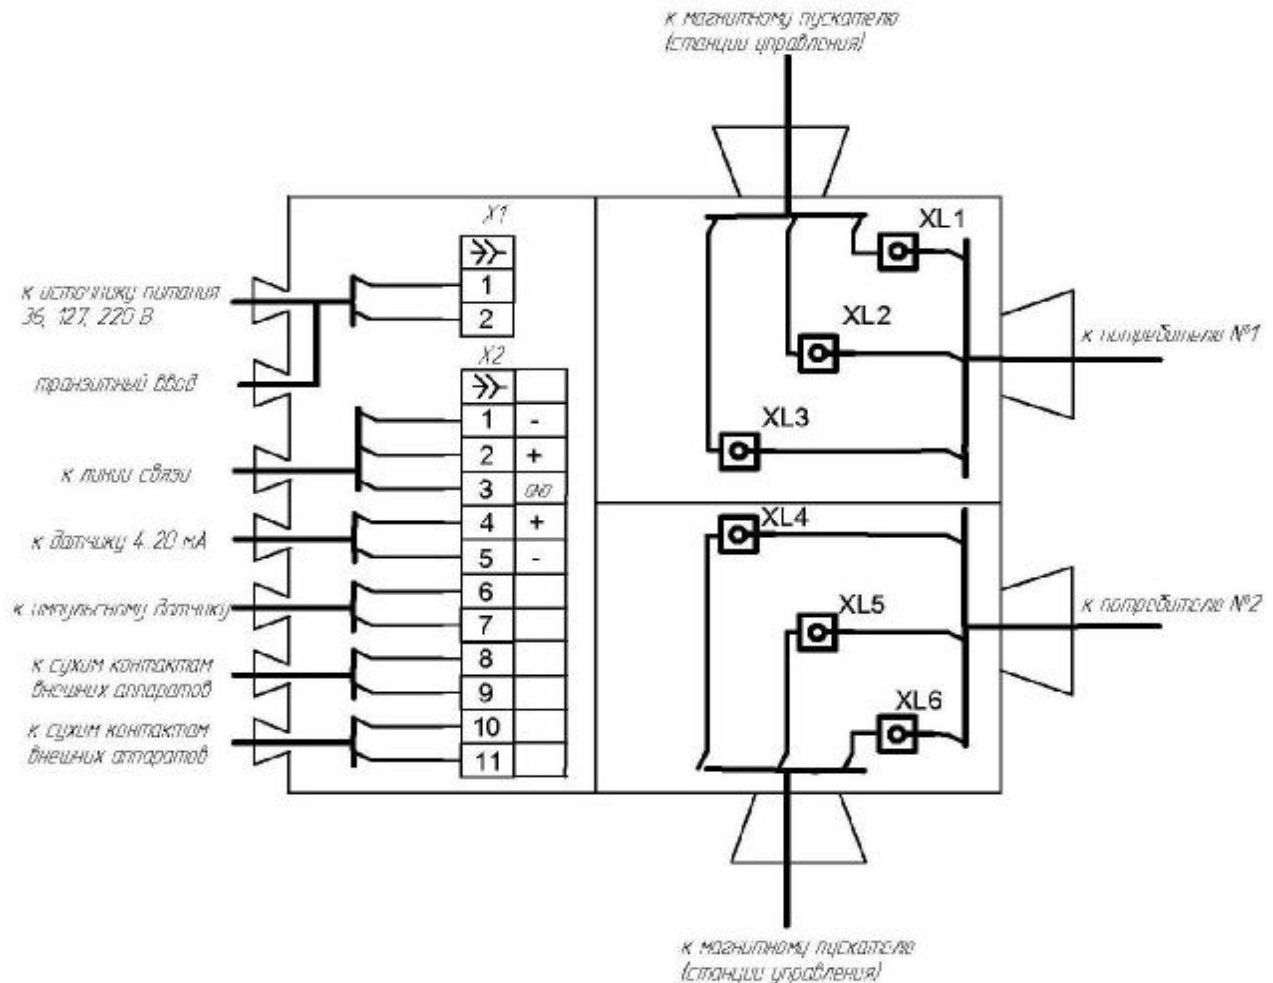 к магнитному пускателю
(станции управления)
X1
XL1
1
к источнику питания
36, 127, 220 В
2
XL2
X2
к потребителю №1
транзитный ввод
1 -
XL3
2 +
к линии связи
3 GND
4 +
XL4
к датчику 4..20 мА
5 -
6
XL5
к импульсному датчику
к потребителю №2
7
8
к сухим контактам
внешних аппаратов
9
XL6
10
к сухим контактам
внешних аппаратов
11
к магнитному пускателю
(станции управления)